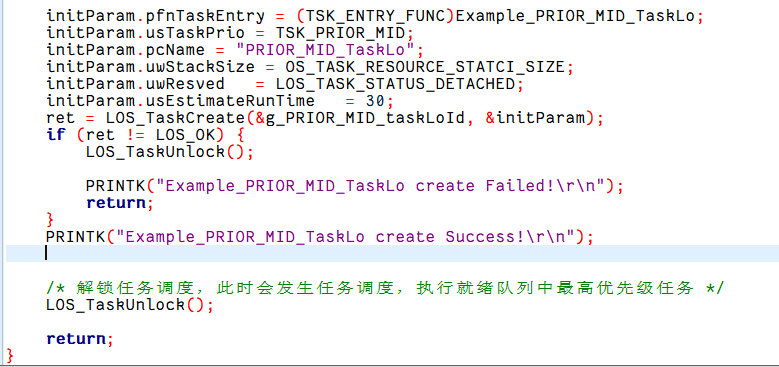 initParam.pfnTaskEntry = (TSK_ENTRY_FUNC)Example_PRIOR_MID_TaskLo;
initParam.usTaskPrio = TSK_PRIOR_MID;
initParam.pcName = "PRIOR_MID_TaskLo";
initParam.uwStackSize = OS_TASK_RESOURCE_STATCI_SIZE;
initParam.uwResved   = LOS_TASK_STATUS_DETACHED;
initParam.usEstimateRunTime   = 30;
ret = LOS_TaskCreate(&g_PRIOR_MID_taskLoId, &initParam);
if (ret != LOS_OK) {
LOS_TaskUnlock();
PRINTK("Example_PRIOR_MID_TaskLo create Failed!\r\n");
return;
}
PRINTK("Example_PRIOR_MID_TaskLo create Success!\r\n");
/* 解锁任务调度，此时会发生任务调度，执行就绪队列中最高优先级任务 */
LOS_TaskUnlock();
return;
}